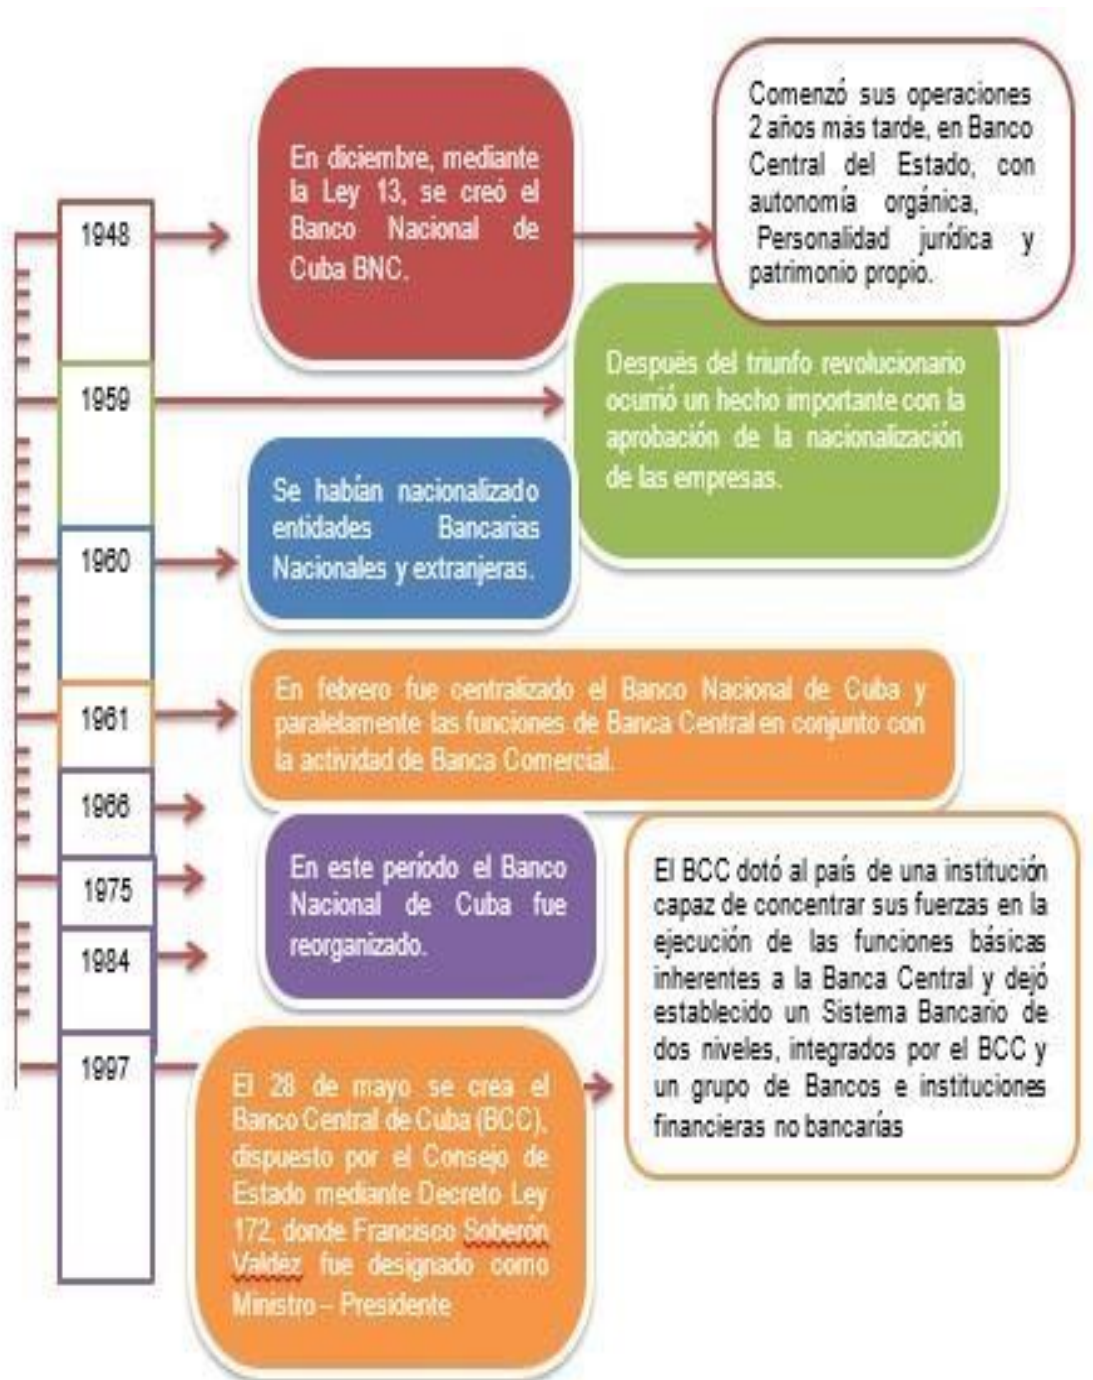 1948
En diciembre, mediante
la Ley 13, se creó el
Banco Nacional de
Cuba BNC.
Comenzó sus operaciones
2 años más tarde, en Banco
Central del Estado, con
autonomía orgánica,
Personalidad jurídica y
patrimonio propio.
1959
Después del triunfo revolucionario
ocurrió un hecho importante con la
aprobación de la nacionalización
de las empresas.
1960
Se habían nacionalizado
entidades Bancarias
Nacionales y extranjeras.
1961
En febrero fue centralizado el Banco Nacional de Cuba y
paralelamente las funciones de Banca Central en conjunto con
la actividad de Banca Comercial.
1966
1975
1984
En este período el Banco
Nacional de Cuba fue
reorganizado.
1997
El 28 de mayo se crea el
Banco Central de Cuba (BCC),
dispuesto por el Consejo de
Estado mediante Decreto Ley
172, donde Francisco Soberón
Valdez fue designado como
Ministro – Presidente
El BCC dotó al país de una institución
capaz de concentrar sus fuerzas en la
ejecución de las funciones básicas
inherentes a la Banca Central y dejó
establecido un Sistema Bancario de
dos niveles, integrados por el BCC y
un grupo de Bancos e instituciones
financieras no bancarías